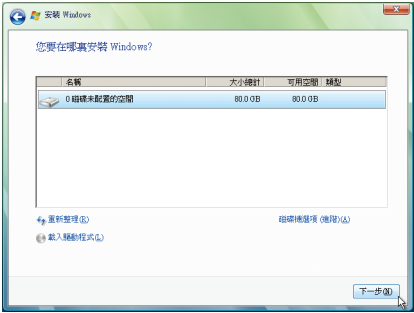 安裝 Windows
您要在哪裏安裝 Windows?
名稱 大小總計 可用空間 類型
0 磁碟未配置的空間 80.0 GB 80.0 GB
重新整理(R) 磁碟機選項 (進階)(A)
載入驅動程式(L)
下一步(N)